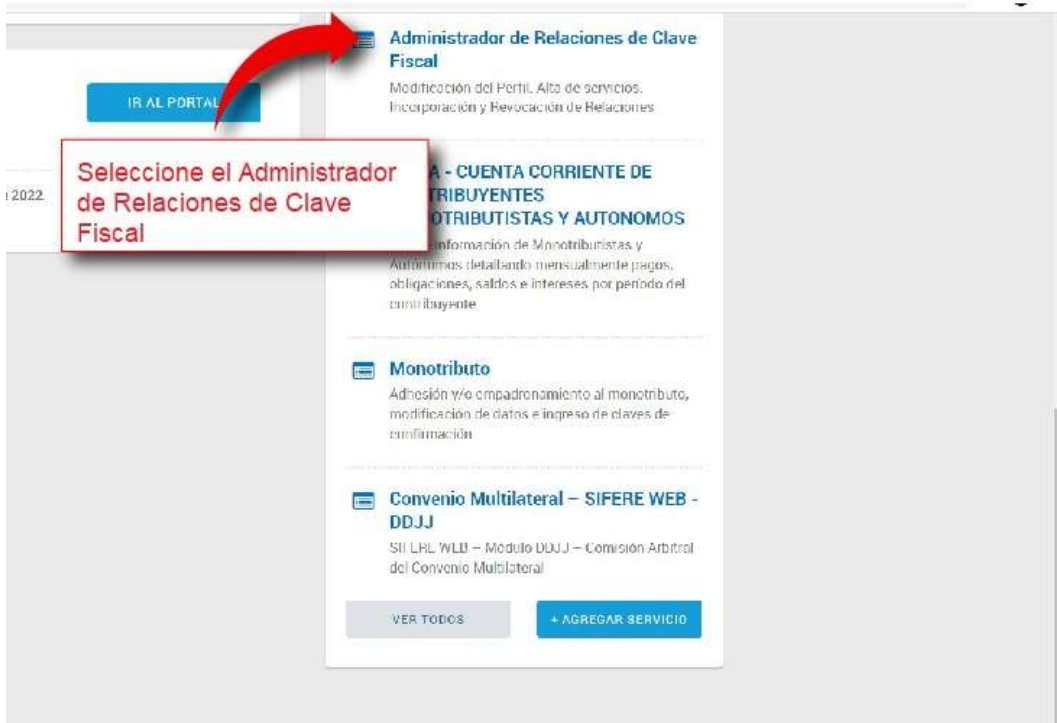 Administrador de Relaciones de Clave
Fiscal
Modificación del Perfil. Alta de servicios.
Incorporación y Revocación de Relaciones
IR AL PORTAL
Seleccione el Administrador
de Relaciones de Clave
Fiscal
2022
A - CUENTA CORRIENTE DE
TRIBUYENTES
OTRIBUTISTAS Y AUTONOMOS
información de Monotributistas y
Autónomos detallando mensualmente pagos,
obligaciones, saldos e intereses por período del
contribuyente
Monotributo
Adhesión y/o empadronamiento al monotributo,
modificación de datos e ingreso de claves de
confirmación
Convenio Multilateral – SIFERE WEB -
DDJJ
SIFERE WEB – Módulo DDJJ – Comisión Arbitral
del Convenio Multilateral
VER TODOS
+ AGREGAR SERVICIO